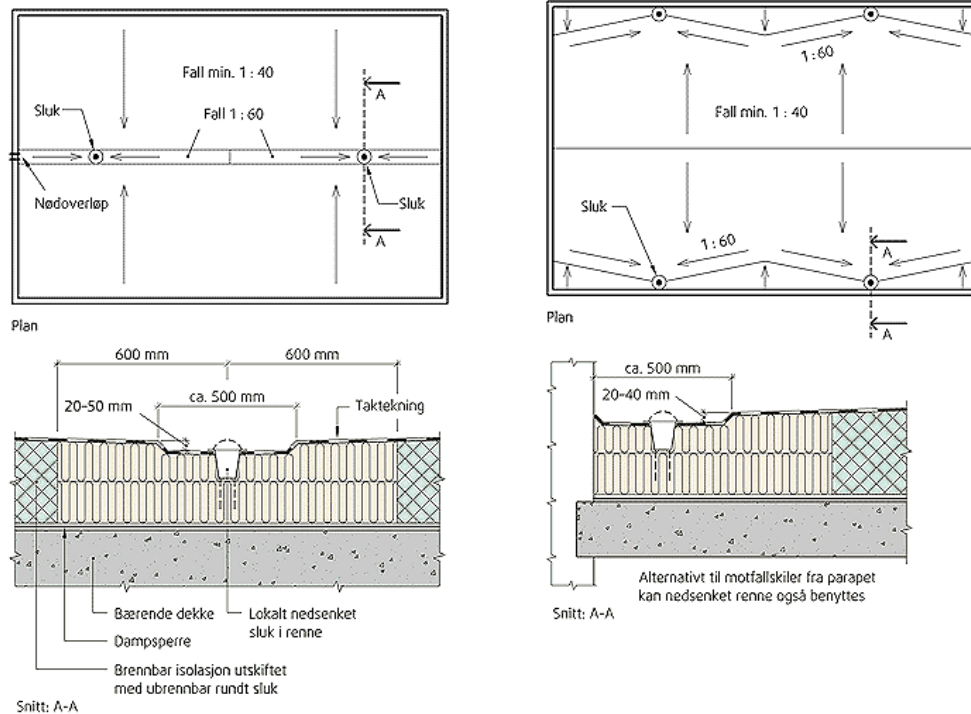 Fall min. 1 : 40
A
Sluk
Fall 1 : 60
Nødoverløp
Sluk
A
Plan
600 mm
600 mm
ca. 500 mm
20-50 mm
Taktekning
Bærende dekke
Lokalt nedsenket
sluk i renne
Dampsperre
Brennbar isolasjon utskiftet
med ubrennbar rundt sluk
Snitt: A-A
1 : 60
Fall min. 1 : 40
Sluk
1 : 60
A
A
Plan
ca. 500 mm
20-40 mm
Alternativt til motfallskiler fra parapet
kan nedsenket renne også benyttes
Snitt: A-A